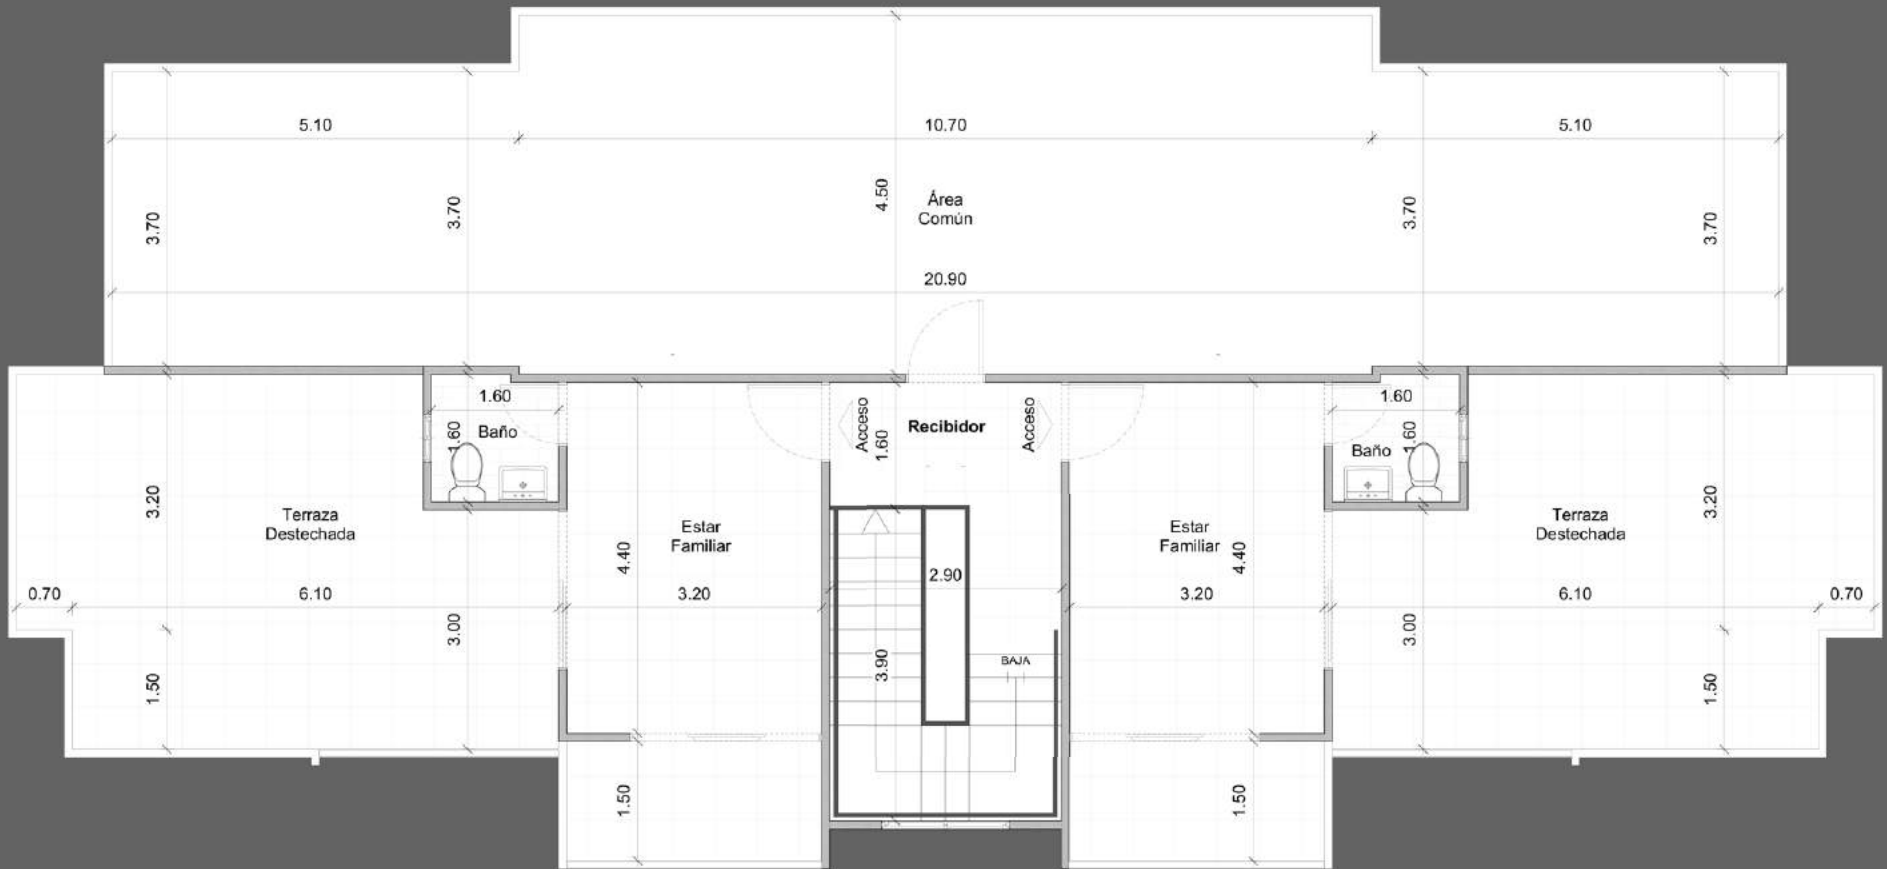 5.10
10.70
5.10
3.70
3.70
4.50
Área
Común
3.70
3.70
20.90
1.60
1.60
Baño
Acceso
1.60
Recibidor
Acceso
1.60
1.60
Baño
3.20
Terraza
Destechada
Estar
Familiar
4.40
Estar
Familiar
4.40
Terraza
Destechada
3.20
0.70
6.10
3.20
2.90
3.20
6.10
0.70
3.00
3.00
1.50
3.90
BAJA
1.50
1.50
1.50